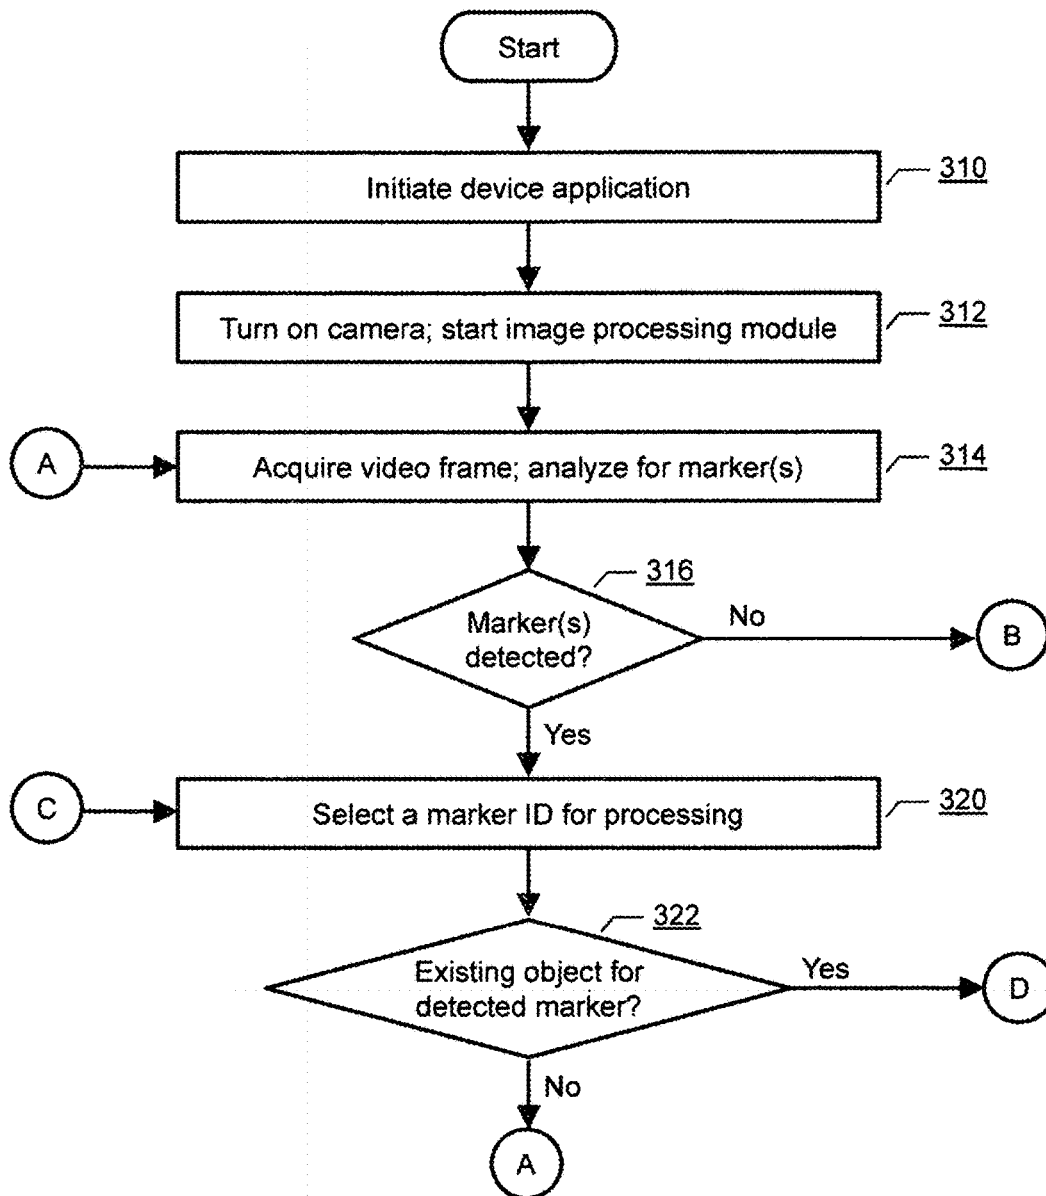 Start
Initiate device application
310
Turn on camera; start image processing module
312
A
Acquire video frame; analyze for marker(s)
314
316
Marker(s)
detected?
No
B
Yes
C
Select a marker ID for processing
320
322
Existing object for
detected marker?
Yes
D
No
A